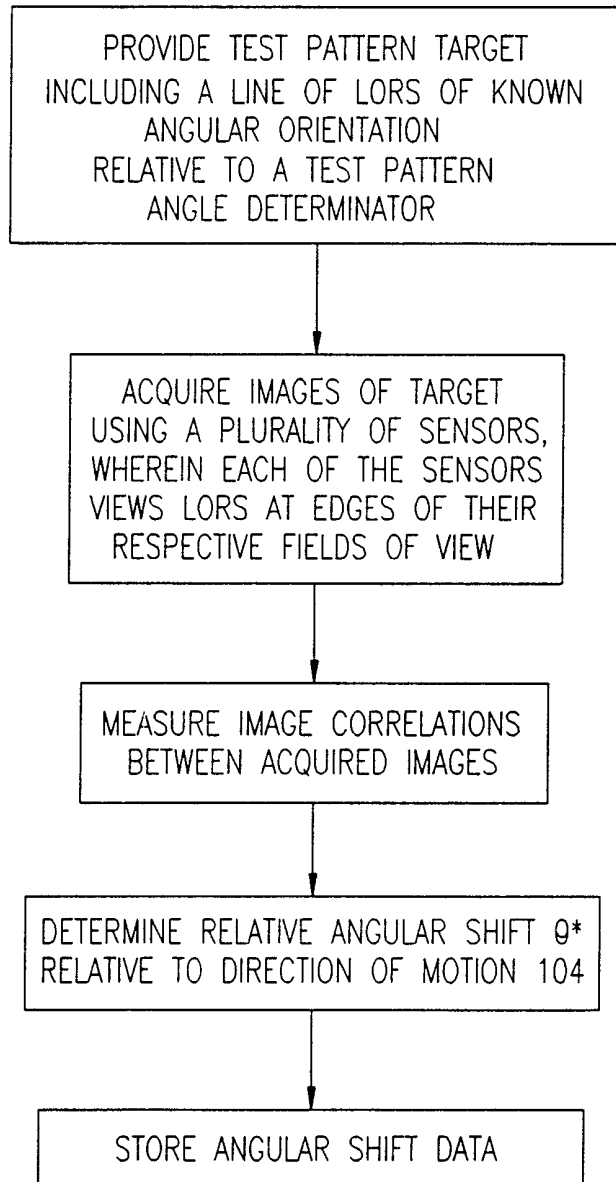 PROVIDE TEST PATTERN TARGET
INCLUDING A LINE OF LORS OF KNOWN
ANGULAR ORIENTATION
RELATIVE TO A TEST PATTERN
ANGLE DETERMINATOR
ACQUIRE IMAGES OF TARGET
USING A PLURALITY OF SENSORS,
WHEREIN EACH OF THE SENSORS
VIEWS LORS AT EDGES OF THEIR
RESPECTIVE FIELDS OF VIEW
MEASURE IMAGE CORRELATIONS
BETWEEN ACQUIRED IMAGES
DETERMINE RELATIVE ANGULAR SHIFT θ*
RELATIVE TO DIRECTION OF MOTION 104
STORE ANGULAR SHIFT DATA